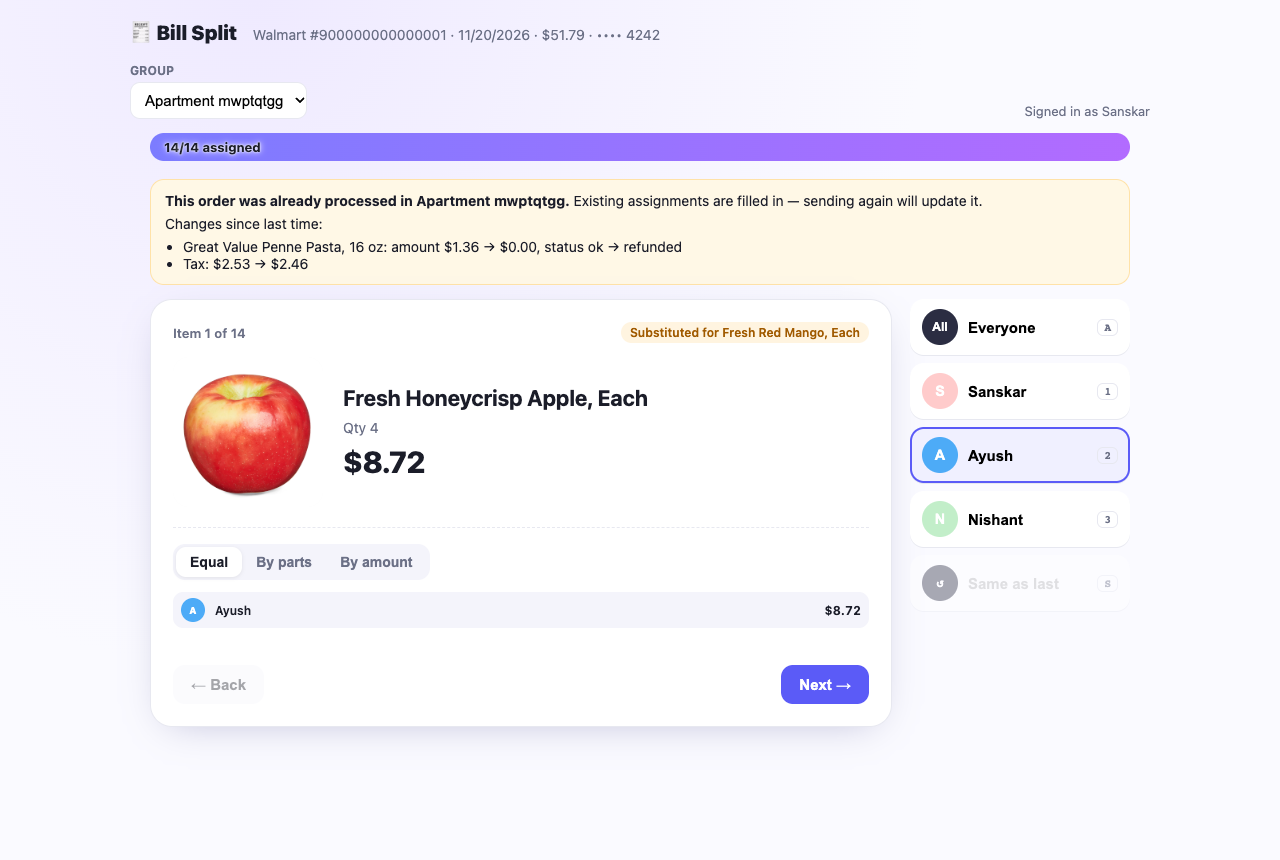 Bill Split
Walmart #900000000000001 · 11/20/2026 · $51.79 · •••• 4242
GROUP
Apartment mwptqtgg
Signed in as Sanskar
14/14 assigned
This order was already processed in Apartment mwptqtgg. Existing assignments are filled in — sending again will update it.
Changes since last time:
• Great Value Penne Pasta, 16 oz: amount $1.36 → $0.00, status ok → refunded
• Tax: $2.53 → $2.46
Item 1 of 14
Substituted for Fresh Red Mango, Each
Fresh Honeycrisp Apple, Each
Qty 4
$8.72
Equal By parts By amount
A Ayush $8.72
← Back
Next →
All Everyone A
S Sanskar 1
A Ayush 2
N Nishant 3
↺ Same as last S